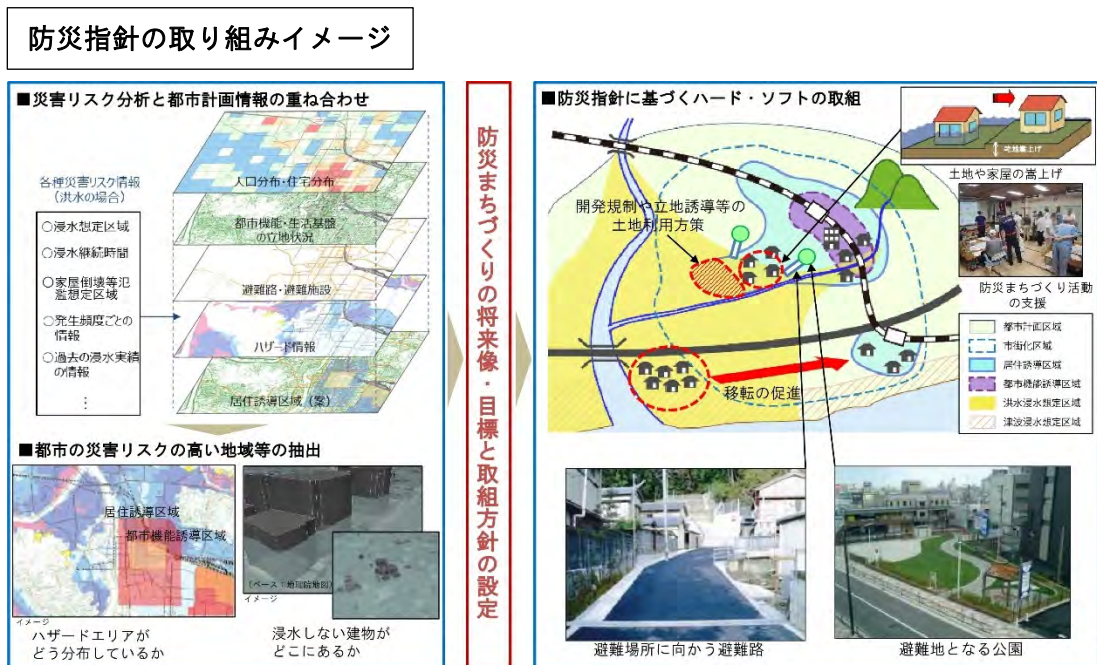 防災指針の取り組みイメージ
■災害リスク分析と都市計画情報の重ね合わせ
各種災害リスク情報
(洪水の場合)
○浸水想定区域
○浸水継続時間
○家屋倒壊等氾
濫想定区域
○発生頻度ごとの
情報
○過去の浸水実績
の情報
⋮
人口分布・住宅分布
都市機能・生活基盤
の立地状況
避難路・避難施設
ハザード情報
居住誘導区域(案)
■都市の災害リスクの高い地域等の抽出
居住誘導区域
都市機能誘導区域
イメージ
ハザードエリアが
どう分布しているか
(ベース:地理院地図)
イメージ
浸水しない建物が
どこにあるか
防災まちづくりの将来像・目標と取組方針の設定
■防災指針に基づくハード・ソフトの取組
開発規制や立地誘導等の
土地利用方策
移転の促進
宅地嵩上げ
土地や家屋の嵩上げ
防災まちづくり活動
の支援
都市計画区域
市街化区域
居住誘導区域
都市機能誘導区域
洪水浸水想定区域
津波浸水想定区域
避難場所に向かう避難路
避難地となる公園